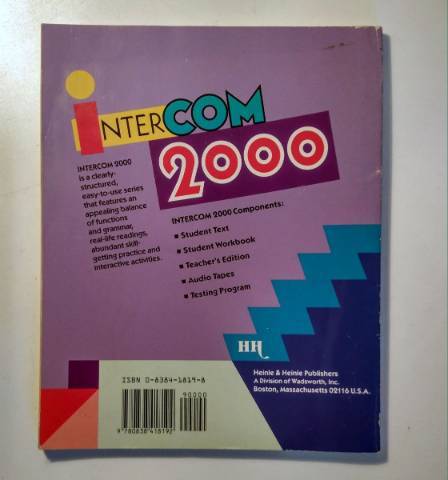 INTERCOM
2000
INTERCOM 2000
is a clearly-
structured,
easy-to-use series
that features an
appealing balance
of functions
and grammar,
real-life readings,
abundant skill-
getting practice and
interactive activities.
INTERCOM 2000 Components:
■ Student Text
■ Student Workbook
■ Teacher's Edition
■ Audio Tapes
■ Testing Program
HH
Heinle & Heinle Publishers
A Division of Wadsworth, Inc.
Boston, Massachusetts 02116 U.S.A.
ISBN 0-8384-1819-8
90000
9 780838 418192